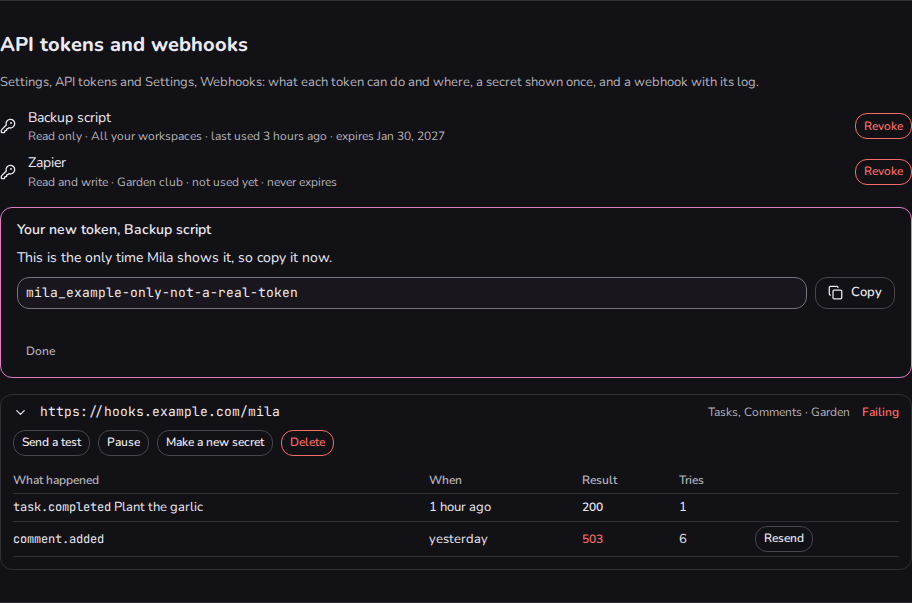 API tokens and webhooks
Settings, API tokens and Settings, Webhooks: what each token can do and where, a secret shown once, and a webhook with its log.
Backup script
Read only · All your workspaces · last used 3 hours ago · expires Jan 30, 2027
Revoke
Zapier
Read and write · Garden club · not used yet · never expires
Revoke
Your new token, Backup script
This is the only time Mila shows it, so copy it now.
mila_example-only-not-a-real-token
Copy
Done
https://hooks.example.com/mila
Tasks, Comments · Garden Failing
Send a test Pause Make a new secret Delete
What happened When Result Tries
task.completed Plant the garlic 1 hour ago 200 1
comment.added yesterday 503 6 Resend